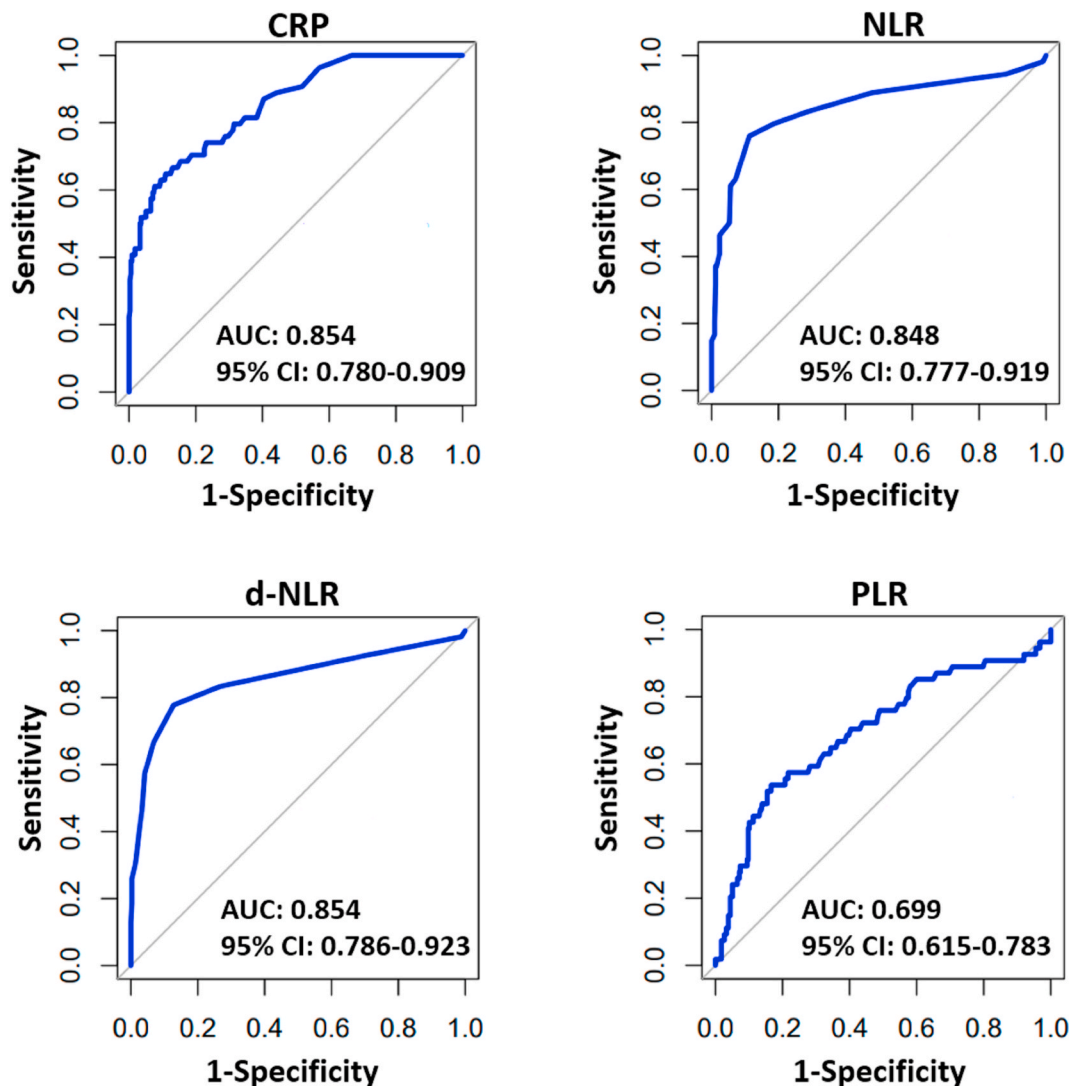 CRP
1.0
0.8
0.6
0.4
0.2
0.0
Sensitivity
AUC: 0.854
95% CI: 0.780-0.909
0.0 0.2 0.4 0.6 0.8 1.0
1-Specificity
NLR
1.0
0.8
0.6
0.4
0.2
0.0
Sensitivity
AUC: 0.848
95% CI: 0.777-0.919
0.0 0.2 0.4 0.6 0.8 1.0
1-Specificity
d-NLR
1.0
0.8
0.6
0.4
0.2
0.0
Sensitivity
AUC: 0.854
95% CI: 0.786-0.923
0.0 0.2 0.4 0.6 0.8 1.0
1-Specificity
PLR
1.0
0.8
0.6
0.4
0.2
0.0
Sensitivity
AUC: 0.699
95% CI: 0.615-0.783
0.0 0.2 0.4 0.6 0.8 1.0
1-Specificity